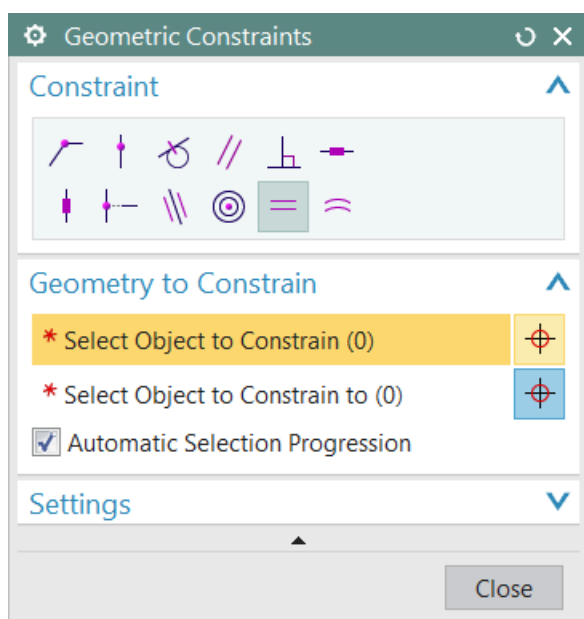 Geometric Constraints
Constraint
Geometry to Constrain
* Select Object to Constrain (0)
* Select Object to Constrain to (0)
Automatic Selection Progression
Settings
Close